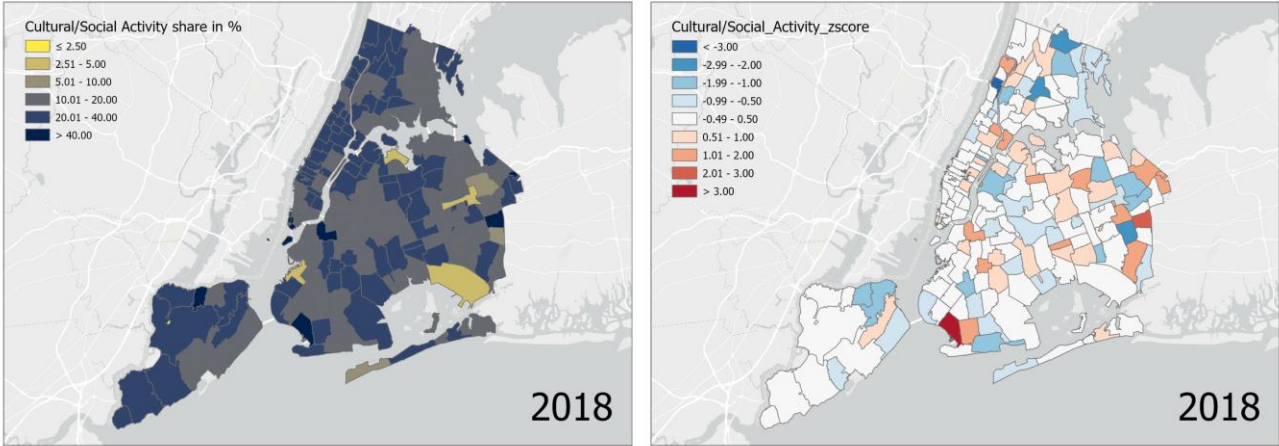 Cultural/Social Activity share in %
≤ 2.50
2.51 - 5.00
5.01 - 10.00
10.01 - 20.00
20.01 - 40.00
> 40.00
2018
Cultural/Social_Activity_zscore
< -3.00
-2.99 - -2.00
-1.99 - -1.00
-0.99 - -0.50
-0.49 - 0.50
0.51 - 1.00
1.01 - 2.00
2.01 - 3.00
> 3.00
2018